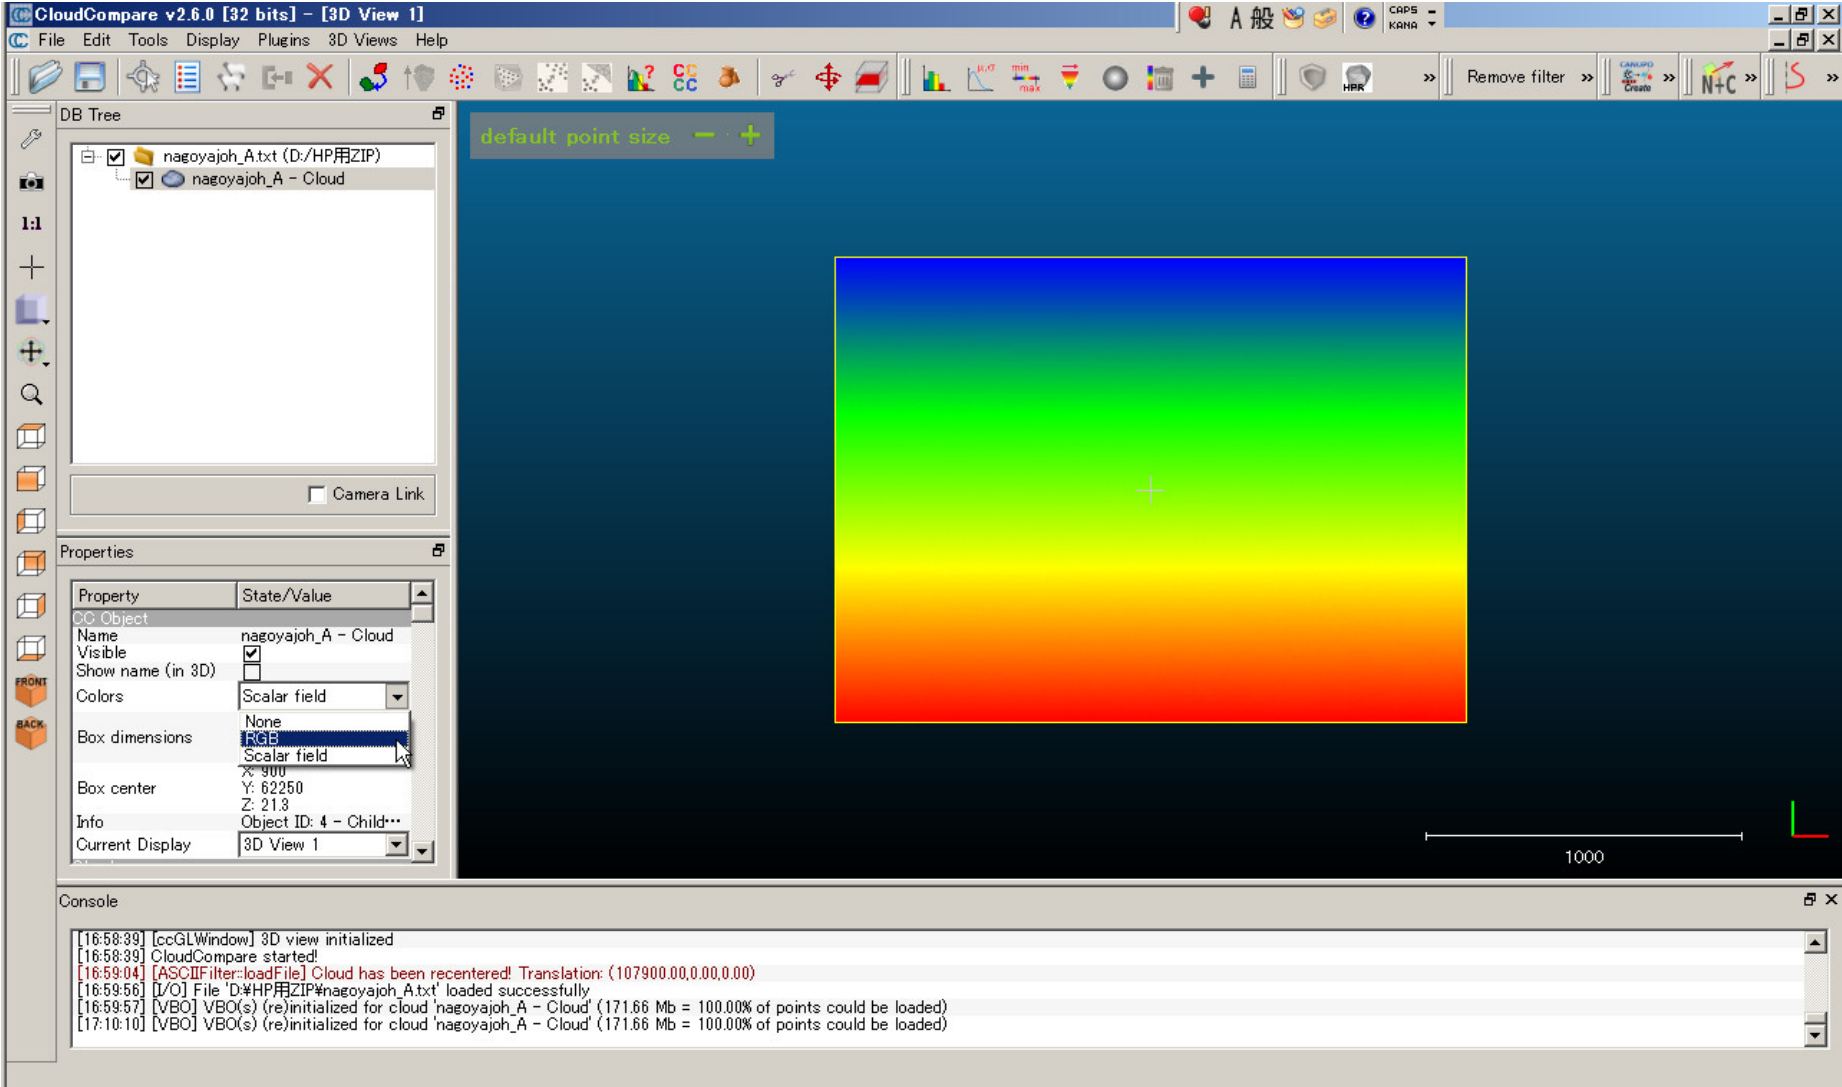 CloudCompare v2.6.0 [32 bits] - [3D View 1]
A 般
CAPS
KANA
File Edit Tools Display Plugins 3D Views Help
CC
CC
μ,σ
min
max
HPR
»
Remove filter »
CANUPO
Create
»
N+C »
»
DB Tree
default point size - +
nagoyajoh_A.txt (D:/HP用ZIP)
nagoyajoh_A - Cloud
1:1
Camera Link
Properties
Property State/Value
CC Object
Name nagoyajoh_A - Cloud
Visible
Show name (in 3D)
FRONT
Colors Scalar field
None
BACK
Box dimensions RGB
Scalar field
X: 900
Box center Y: 62250
Z: 21.3
Info Object ID: 4 - Child…
Current Display 3D View 1
1000
Console
[16:58:39] [ccGLWindow] 3D view initialized
[16:58:39] CloudCompare started!
[16:59:04] [ASCIIFilter::loadFile] Cloud has been recentered! Translation: (107900.00,0.00,0.00)
[16:59:56] [I/O] File 'D:¥HP用ZIP¥nagoyajoh_A.txt' loaded successfully
[16:59:57] [VBO] VBO(s) (re)initialized for cloud 'nagoyajoh_A - Cloud' (171.66 Mb = 100.00% of points could be loaded)
[17:10:10] [VBO] VBO(s) (re)initialized for cloud 'nagoyajoh_A - Cloud' (171.66 Mb = 100.00% of points could be loaded)